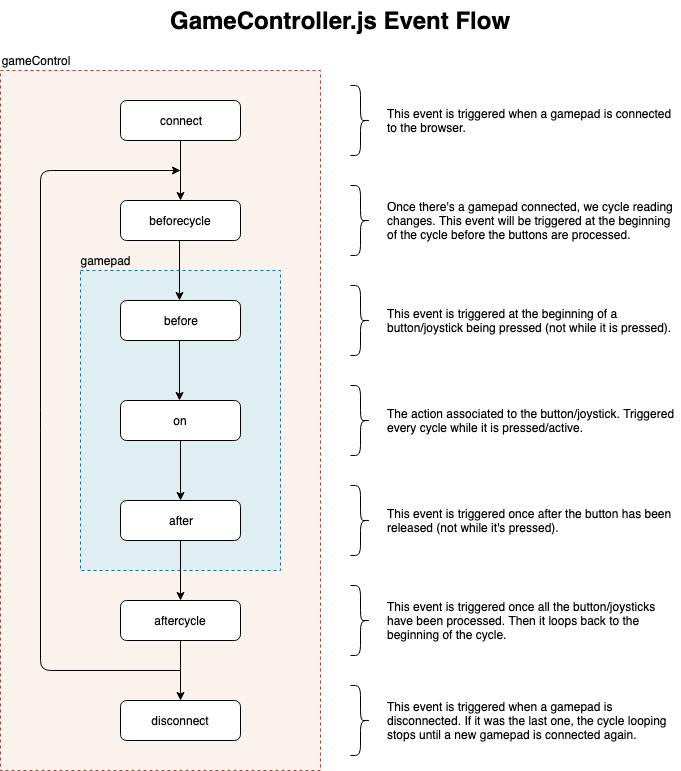 GameController.js Event Flow
gameControl
connect
This event is triggered when a gamepad is connected
to the browser.
beforecycle
Once there's a gamepad connected, we cycle reading
changes. This event will be triggered at the beginning
of the cycle before the buttons are processed.
gamepad
before
This event is triggered at the beginning of a
button/joystick being pressed (not while it is pressed).
on
The action associated to the button/joystick. Triggered
every cycle while it is pressed/active.
after
This event is triggered once after the button has been
released (not while it's pressed).
aftercycle
This event is triggered once all the button/joysticks
have been processed. Then it loops back to the
beginning of the cycle.
disconnect
This event is triggered when a gamepad is
disconnected. If it was the last one, the cycle looping
stops until a new gamepad is connected again.